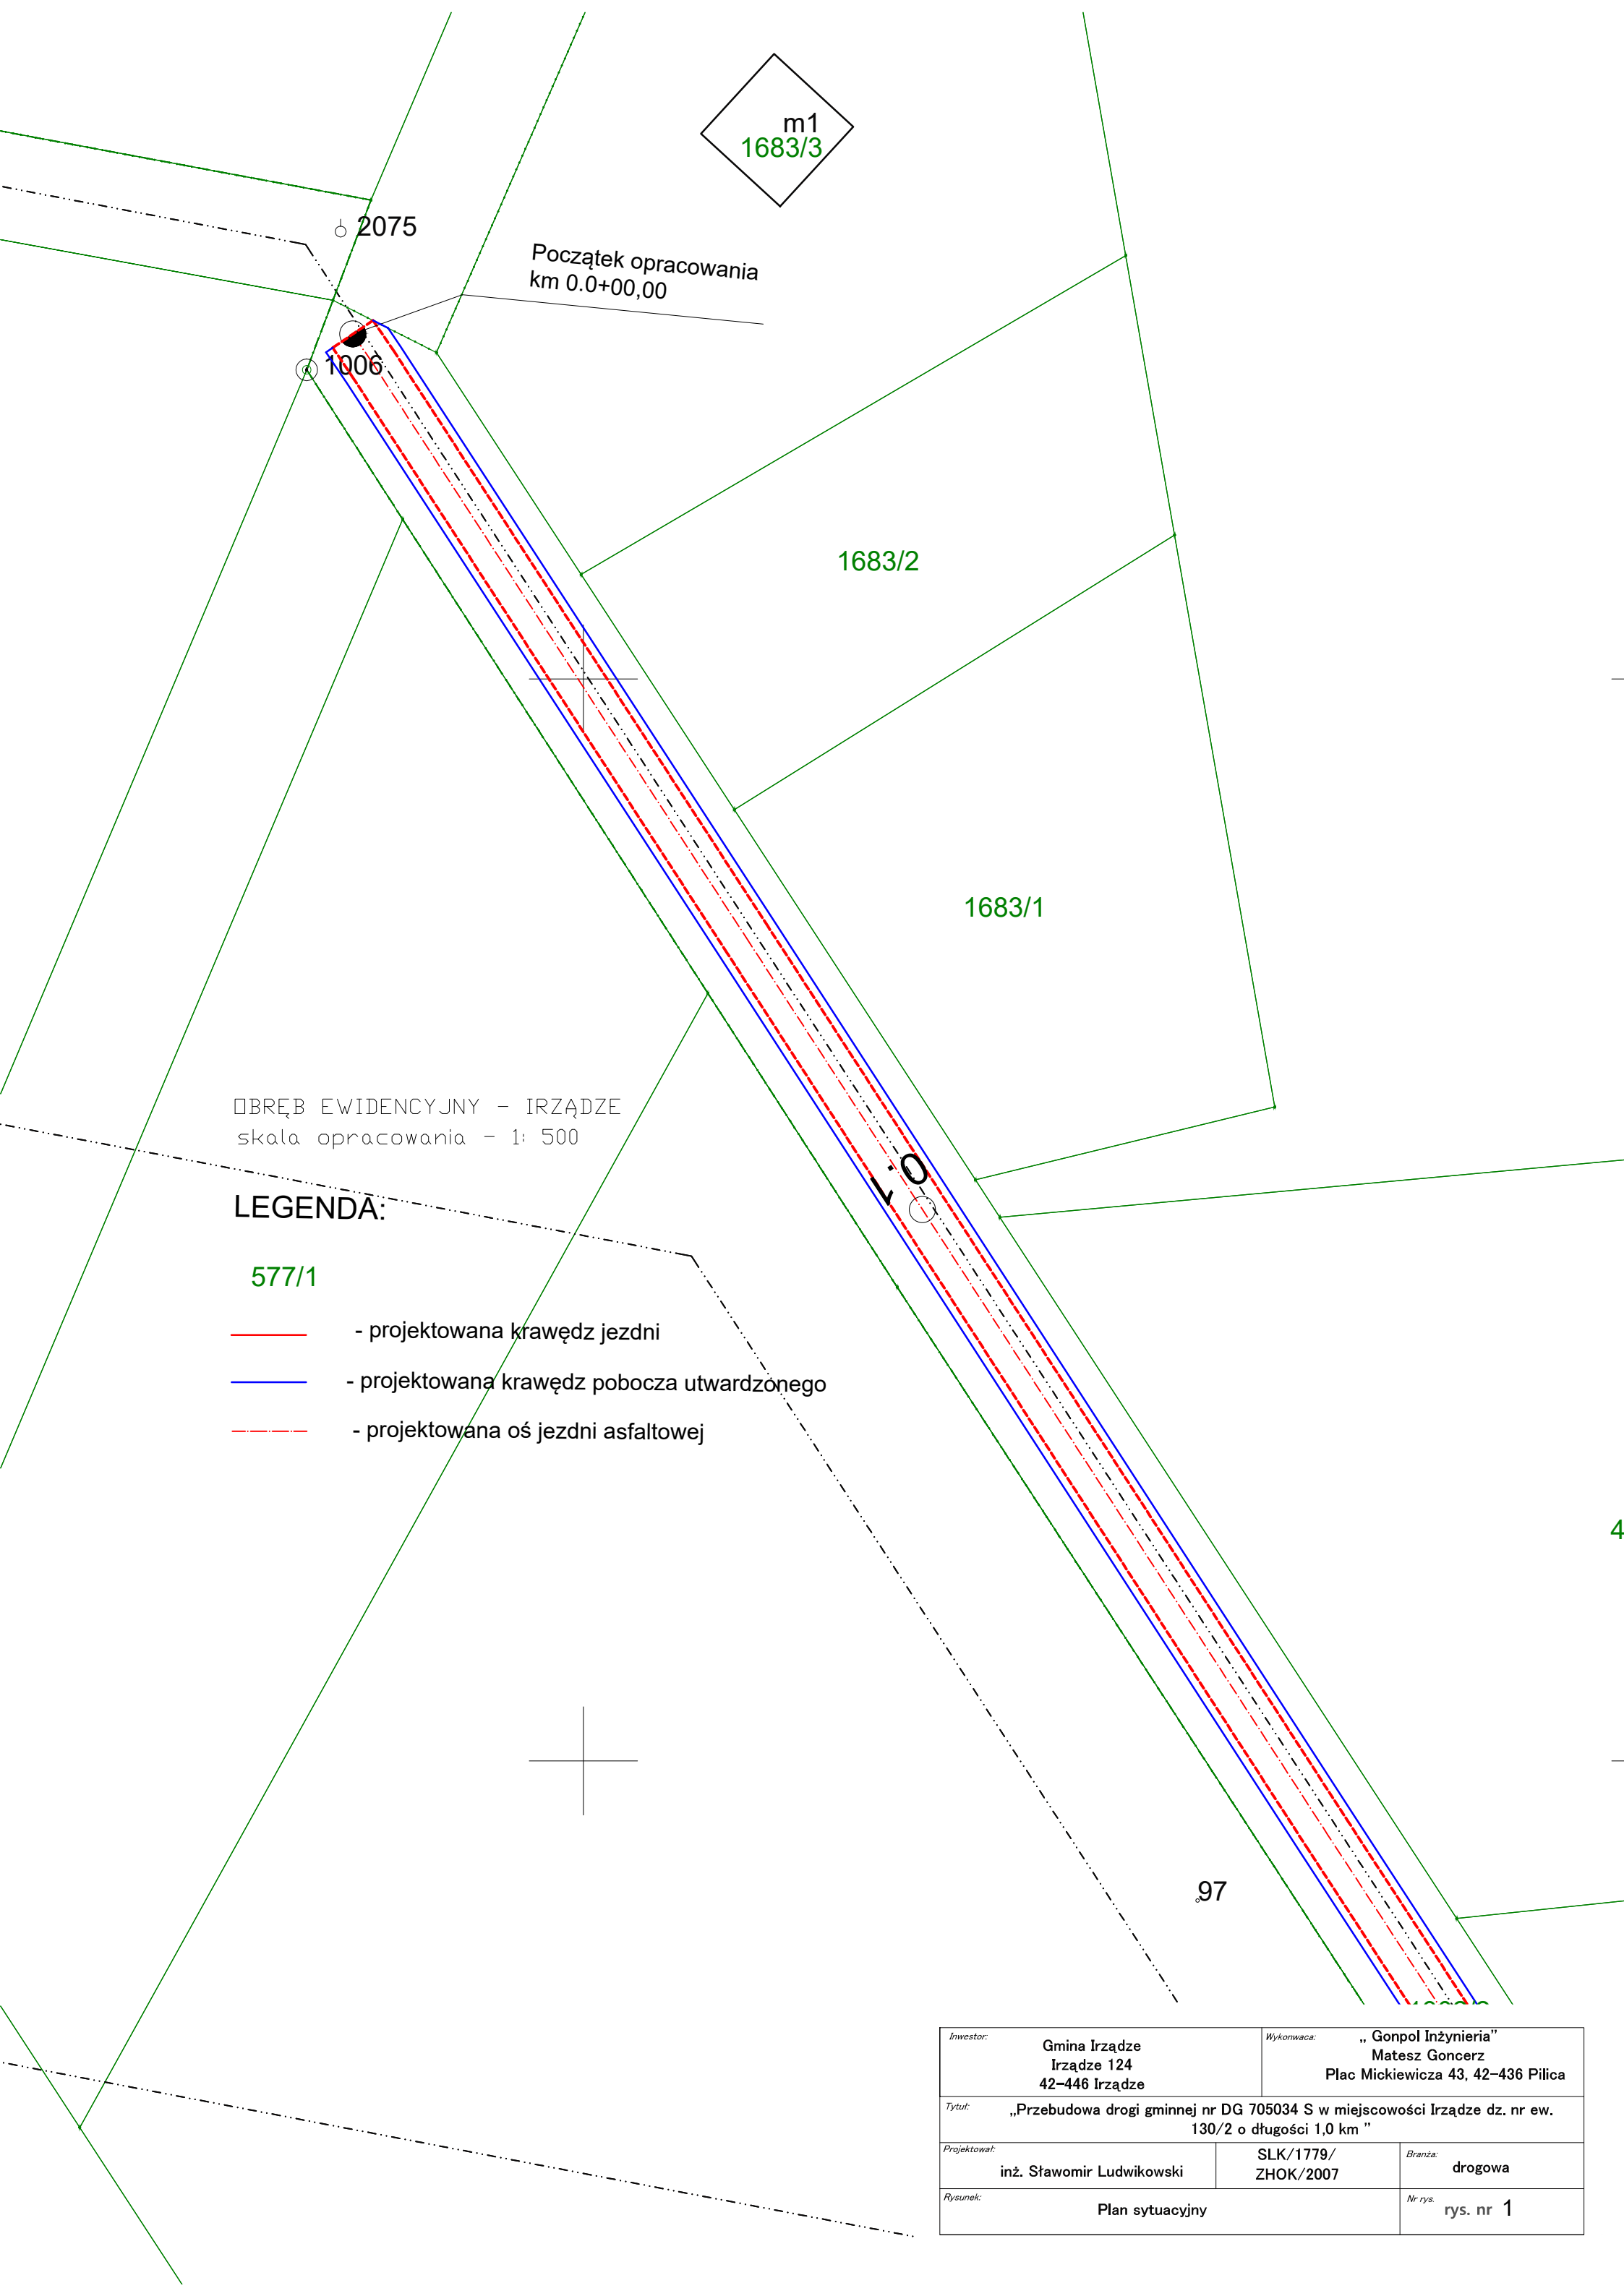 m1
1683/3
2075
Początek opracowania
km 0.0+00,00
1006
1683/2
1683/1
OBRĘB EWIDENCYJNY - IRZĄDZE
skala opracowania - 1: 500
0.1
LEGENDA:
577/1
- projektowana krawędz jezdni
- projektowana krawędz pobocza utwardzonego
- projektowana oś jezdni asfaltowej
4
97
Inwestor:
Gmina Irządze
Irządze 124
42-446 Irządze
Wykonwaca:
„ Gonpol Inżynieria"
Matesz Goncerz
Plac Mickiewicza 43, 42-436 Pilica
Tytuł:
„Przebudowa drogi gminnej nr DG 705034 S w miejscowości Irządze dz. nr ew.
130/2 o długości 1,0 km "
Projektował:
inż. Sławomir Ludwikowski
SLK/1779/
ZHOK/2007
Branża:
drogowa
Rysunek:
Plan sytuacyjny
Nr rys.
rys. nr 1